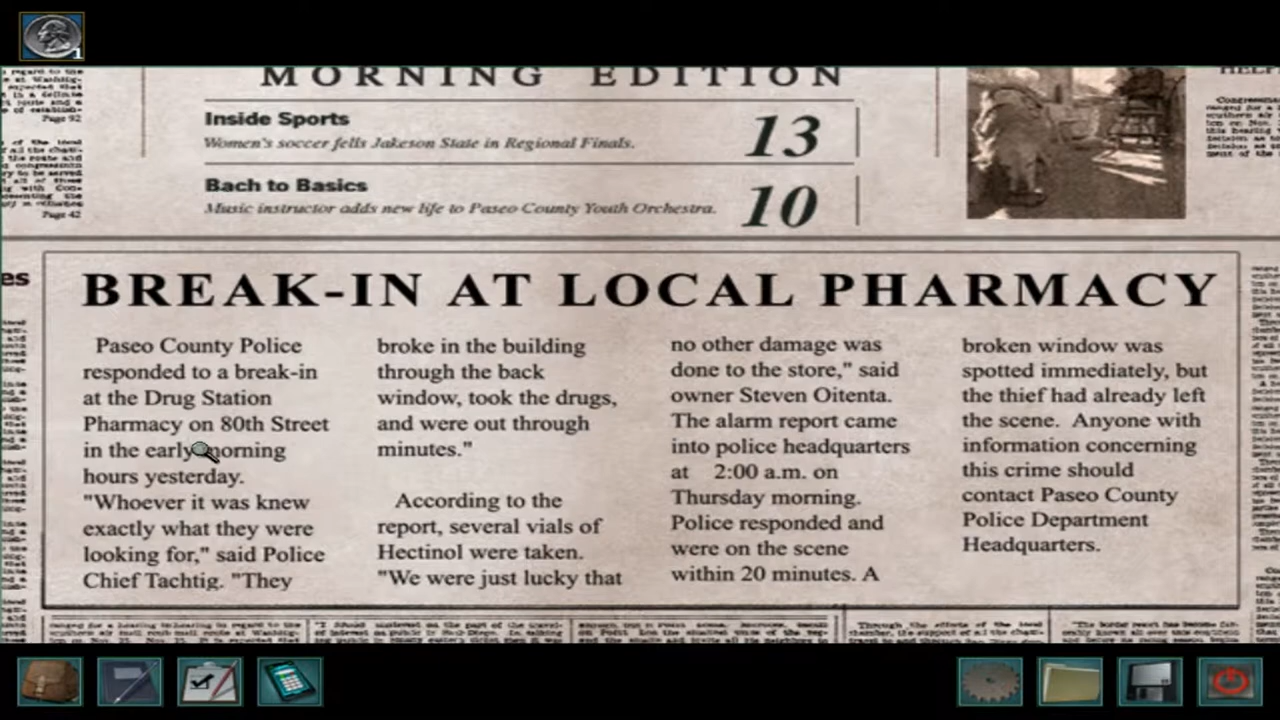 1
MORNING EDITION
Inside Sports
Women's soccer fells Jakeson State in Regional Finals.
13
Bach to Basics
Music instructor adds new life to Paseo County Youth Orchestra.
10
Page 92
Page 42
es
BREAK-IN AT LOCAL PHARMACY
Paseo County Police
responded to a break-in
at the Drug Station
Pharmacy on 80th Street
in the early morning
hours yesterday.
"Whoever it was knew
exactly what they were
looking for," said Police
Chief Tachtig. "They
broke in the building
through the back
window, took the drugs,
and were out through
minutes."
According to the
report, several vials of
Hectinol were taken.
"We were just lucky that
no other damage was
done to the store," said
owner Steven Oitenta.
The alarm report came
into police headquarters
at 2:00 a.m. on
Thursday morning.
Police responded and
were on the scene
within 20 minutes. A
broken window was
spotted immediately, but
the thief had already left
the scene. Anyone with
information concerning
this crime should
contact Paseo County
Police Department
Headquarters.